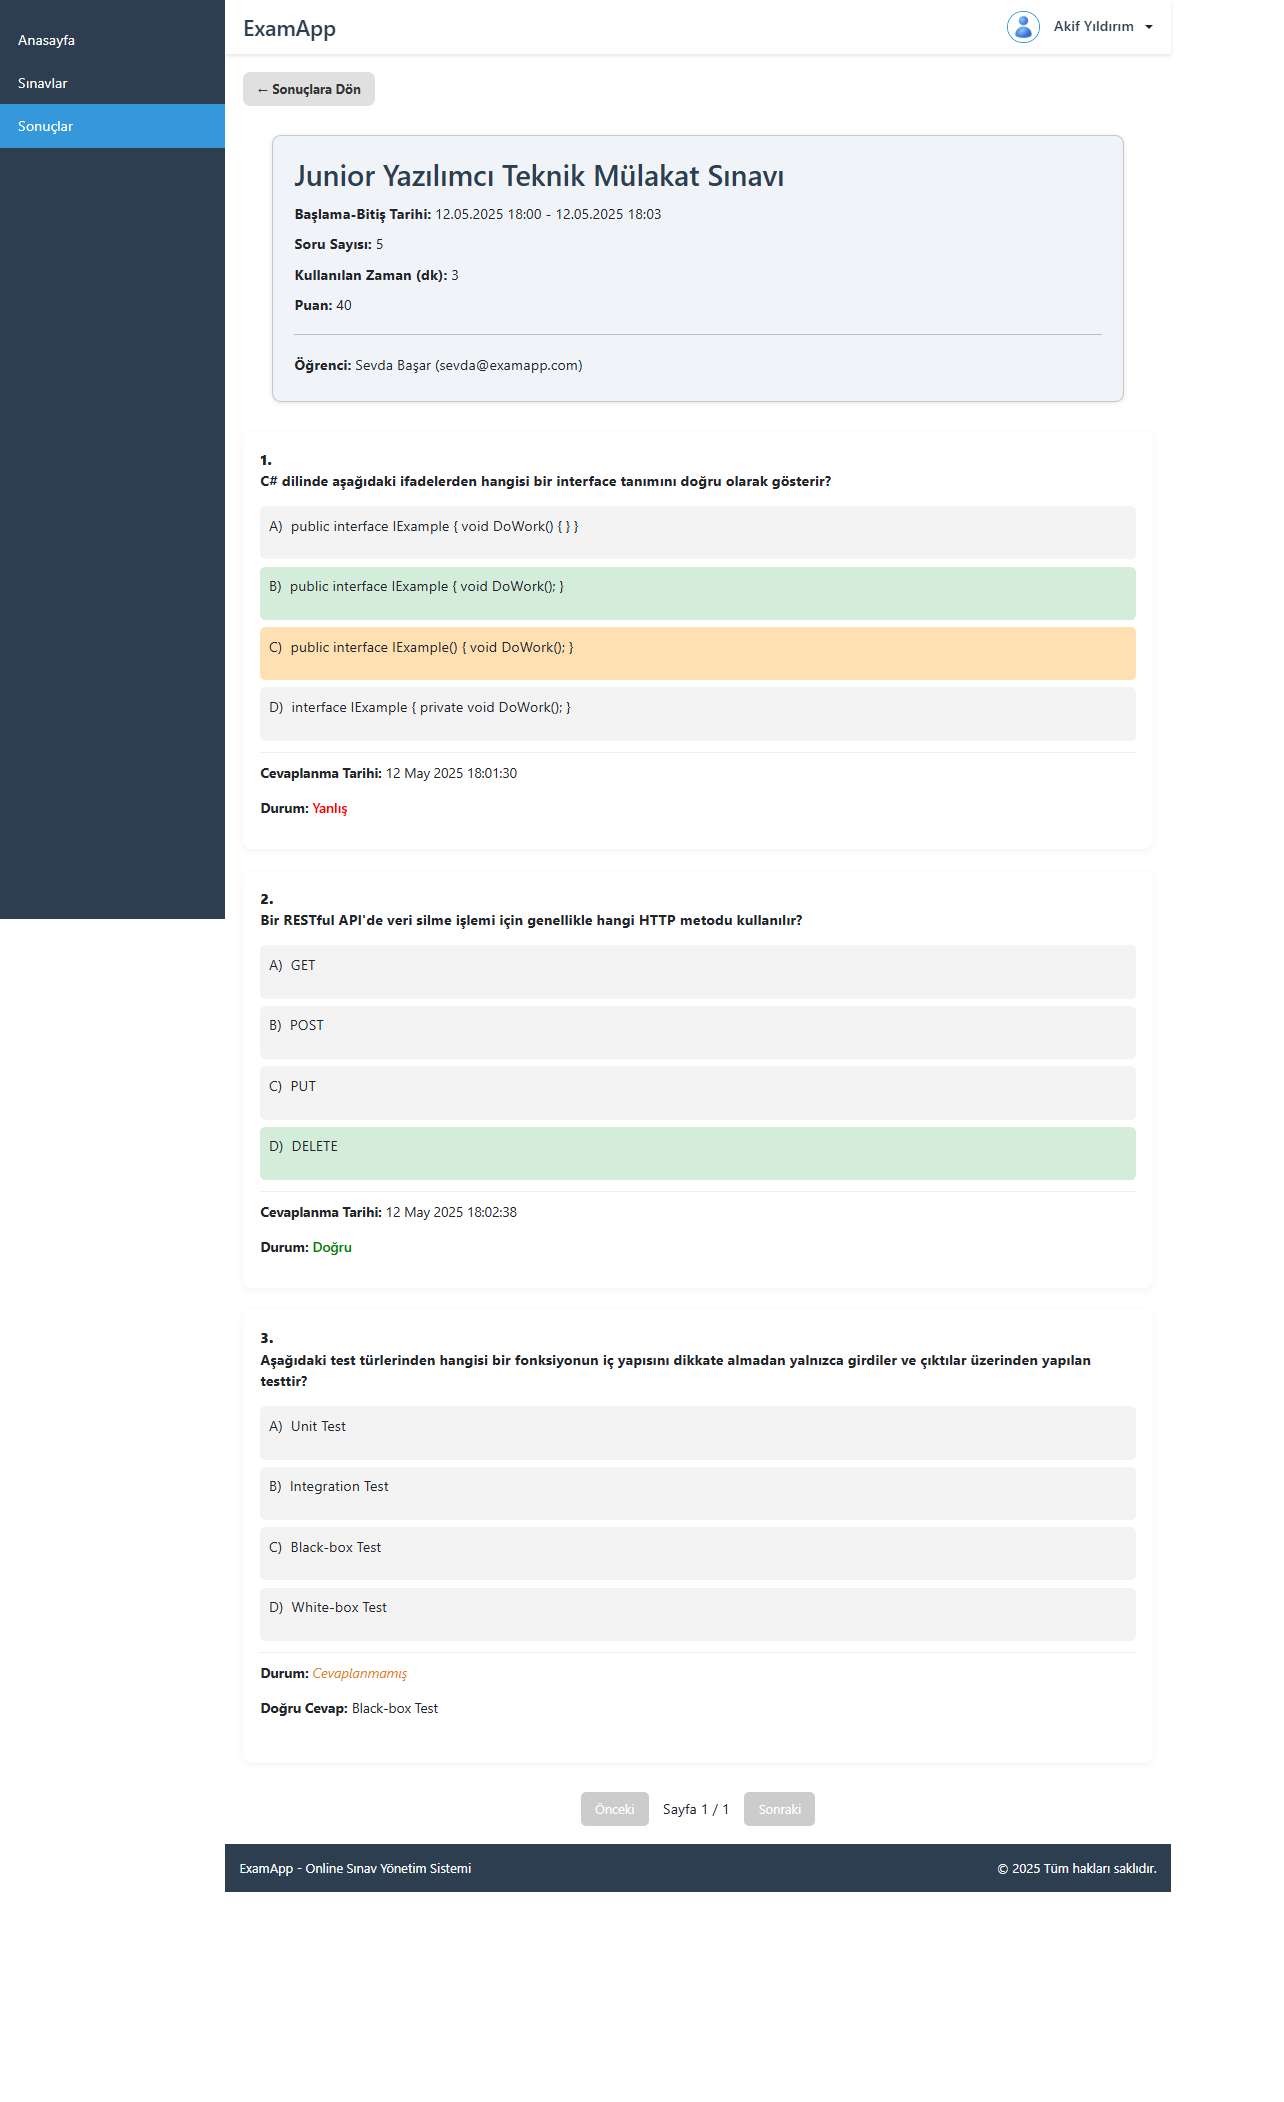 Anasayfa
Sınavlar
Sonuçlar
ExamApp
Akif Yıldırım
← Sonuçlara Dön
Junior Yazılımcı Teknik Mülakat Sınavı
Başlama-Bitiş Tarihi: 12.05.2025 18:00 - 12.05.2025 18:03
Soru Sayısı: 5
Kullanılan Zaman (dk): 3
Puan: 40
Öğrenci: Sevda Başar (sevda@examapp.com)
1.
C# dilinde aşağıdaki ifadelerden hangisi bir interface tanımını doğru olarak gösterir?
A) public interface IExample { void DoWork() { } }
B) public interface IExample { void DoWork(); }
C) public interface IExample() { void DoWork(); }
D) interface IExample { private void DoWork(); }
Cevaplanma Tarihi: 12 May 2025 18:01:30
Durum: Yanlış
2.
Bir RESTful API'de veri silme işlemi için genellikle hangi HTTP metodu kullanılır?
A) GET
B) POST
C) PUT
D) DELETE
Cevaplanma Tarihi: 12 May 2025 18:02:38
Durum: Doğru
3.
Aşağıdaki test türlerinden hangisi bir fonksiyonun iç yapısını dikkate almadan yalnızca girdiler ve çıktılar üzerinden yapılan
testtir?
A) Unit Test
B) Integration Test
C) Black-box Test
D) White-box Test
Durum: Cevaplanmamış
Doğru Cevap: Black-box Test
Önceki Sayfa 1 / 1 Sonraki
ExamApp - Online Sınav Yönetim Sistemi
© 2025 Tüm hakları saklıdır.